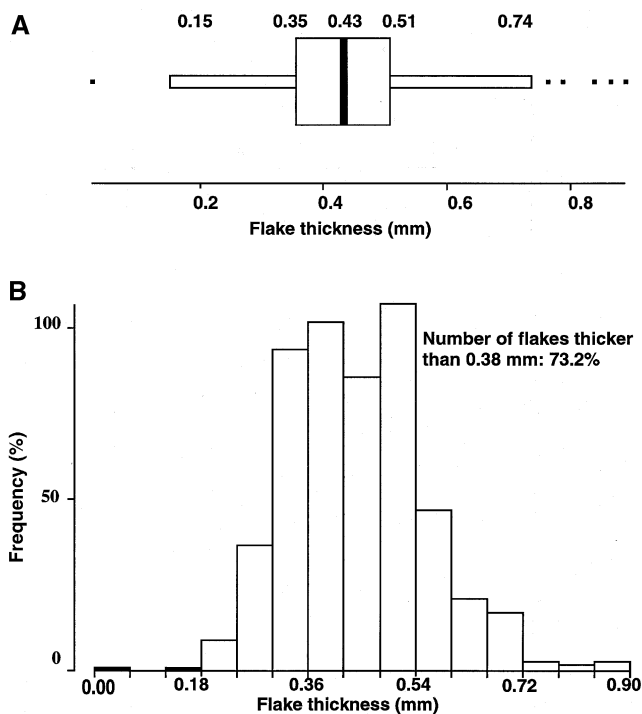 A
0.15 0.35 0.43 0.51 0.74
0.2 0.4 0.6 0.8
Flake thickness (mm)
B
Number of flakes thicker
than 0.38 mm: 73.2%
100
50
0
Frequency (%)
0.00 0.18 0.36 0.54 0.72 0.90
Flake thickness (mm)